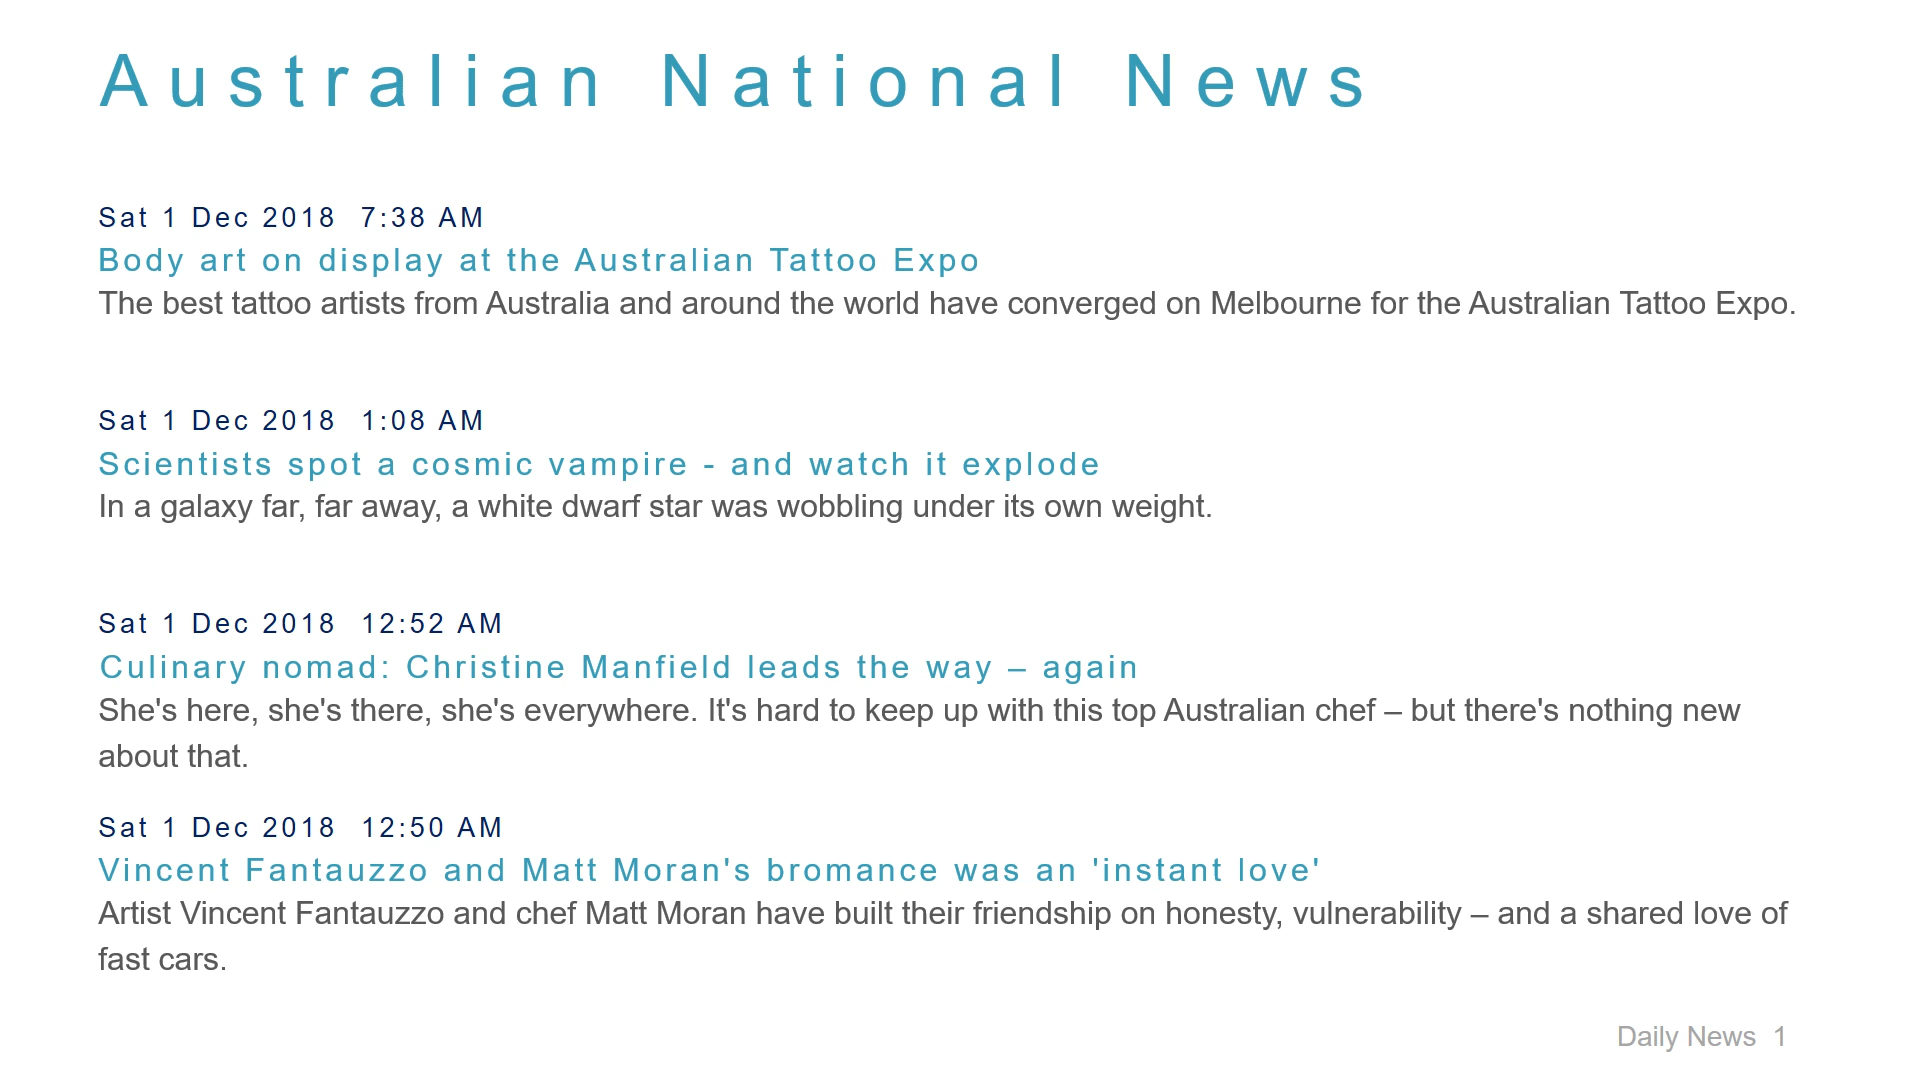 Australian National News
Sat 1 Dec 2018  7:38 AM
Body art on display at the Australian Tattoo Expo
The best tattoo artists from Australia and around the world have converged on Melbourne for the Australian Tattoo Expo.
Sat 1 Dec 2018  1:08 AM
Scientists spot a cosmic vampire - and watch it explode
In a galaxy far, far away, a white dwarf star was wobbling under its own weight.
Sat 1 Dec 2018  12:52 AM
Culinary nomad: Christine Manfield leads the way – again
She's here, she's there, she's everywhere. It's hard to keep up with this top Australian chef – but there's nothing new
about that.
Sat 1 Dec 2018  12:50 AM
Vincent Fantauzzo and Matt Moran's bromance was an 'instant love'
Artist Vincent Fantauzzo and chef Matt Moran have built their friendship on honesty, vulnerability – and a shared love of
fast cars.
Daily News  1